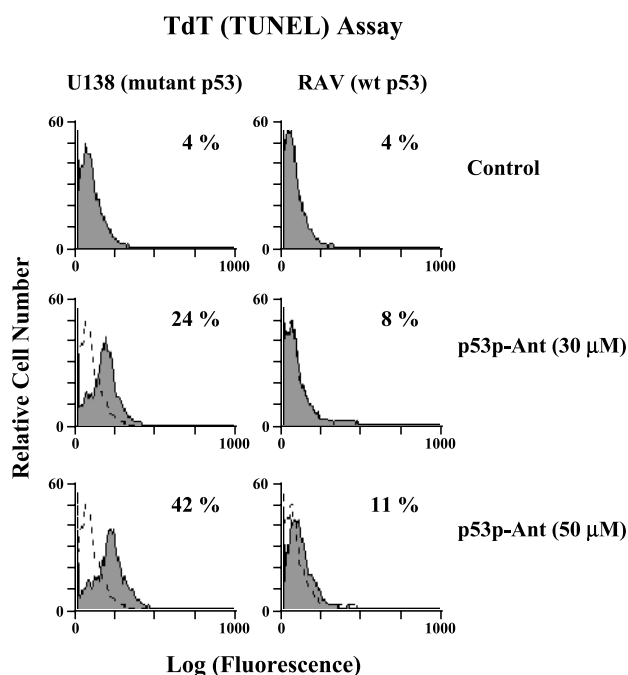 TdT (TUNEL) Assay
U138 (mutant p53) RAV (wt p53)
60 4 % 60 4 % Control
0 0
0 1000 0 1000
60 24 % 60 8 % p53p-Ant (30 µM)
0 0
0 1000 0 1000
60 42 % 60 11 % p53p-Ant (50 µM)
0 0
0 1000 0 1000
Relative Cell Number
Log (Fluorescence)